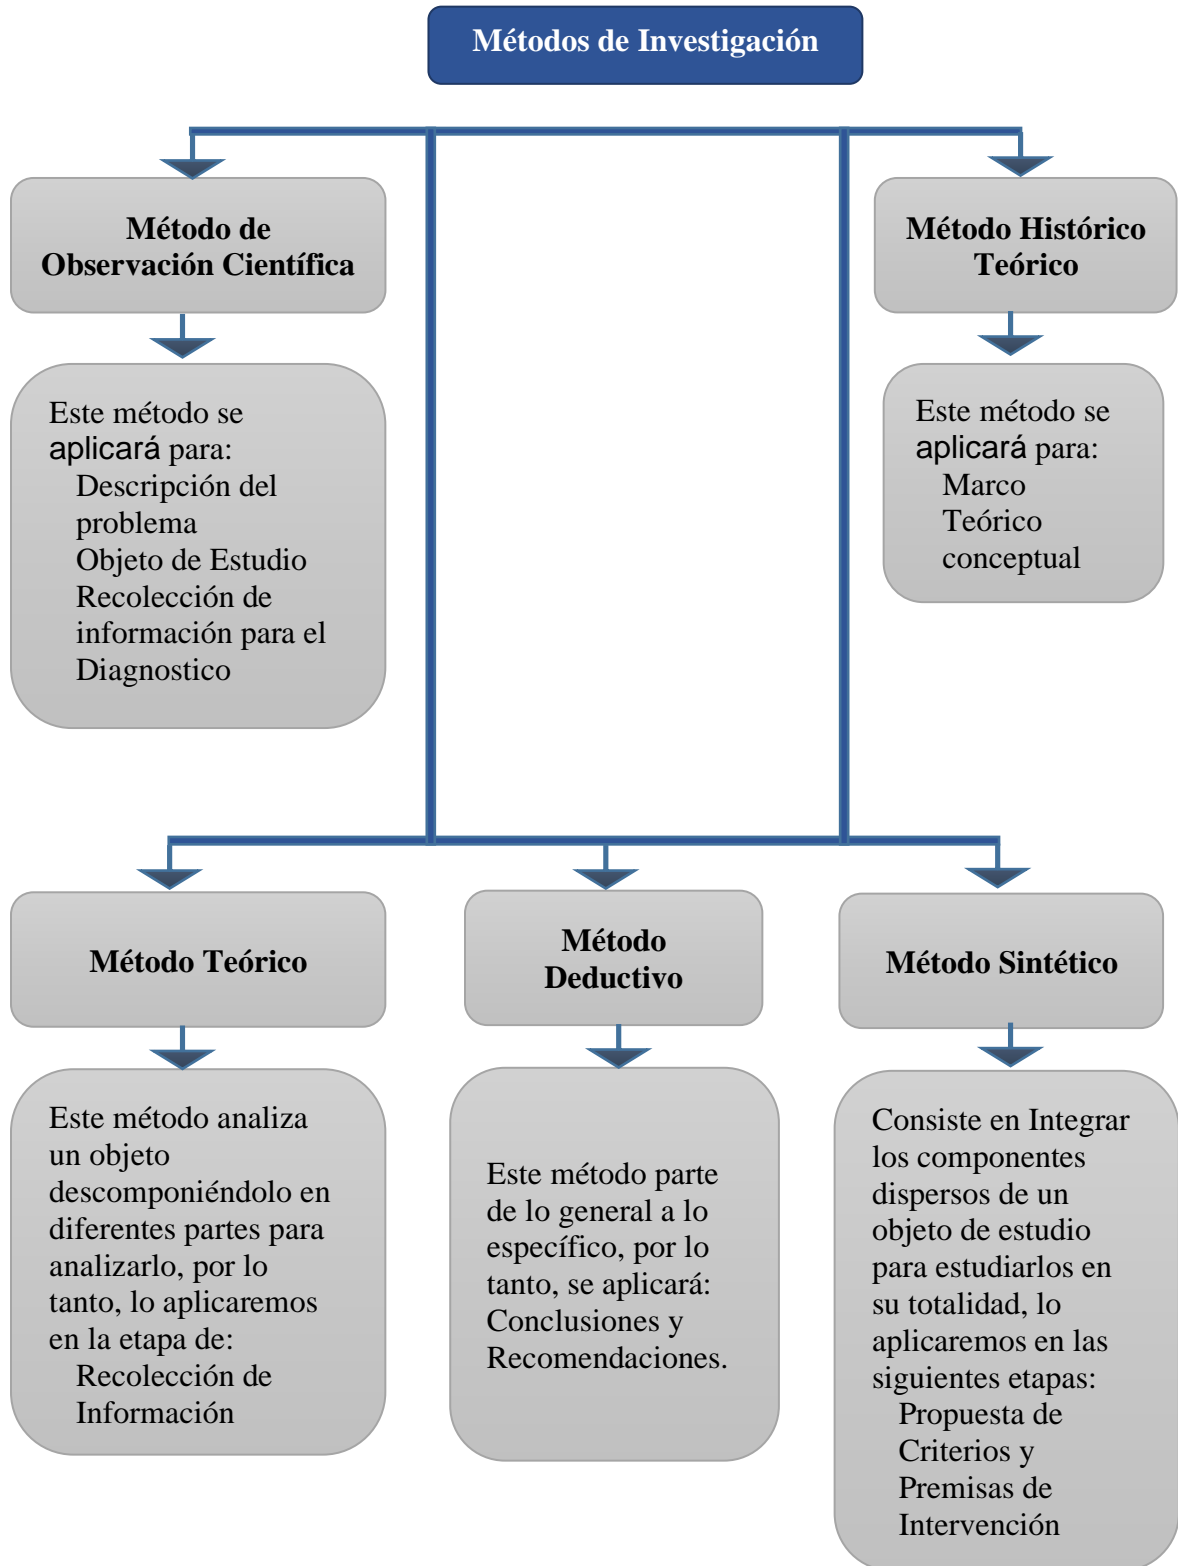 Métodos de Investigación
Método de
Observación Científica
Este método se
aplicará para:
Descripción del
problema
Objeto de Estudio
Recolección de
información para el
Diagnostico
Método Histórico
Teórico
Este método se
aplicará para:
Marco
Teórico
conceptual
Método Teórico
Este método analiza
un objeto
descomponiéndolo en
diferentes partes para
analizarlo, por lo
tanto, lo aplicaremos
en la etapa de:
Recolección de
Información
Método
Deductivo
Este método parte
de lo general a lo
específico, por lo
tanto, se aplicará:
Conclusiones y
Recomendaciones.
Método Sintético
Consiste en Integrar
los componentes
dispersos de un
objeto de estudio
para estudiarlos en
su totalidad, lo
aplicaremos en las
siguientes etapas:
Propuesta de
Criterios y
Premisas de
Intervención